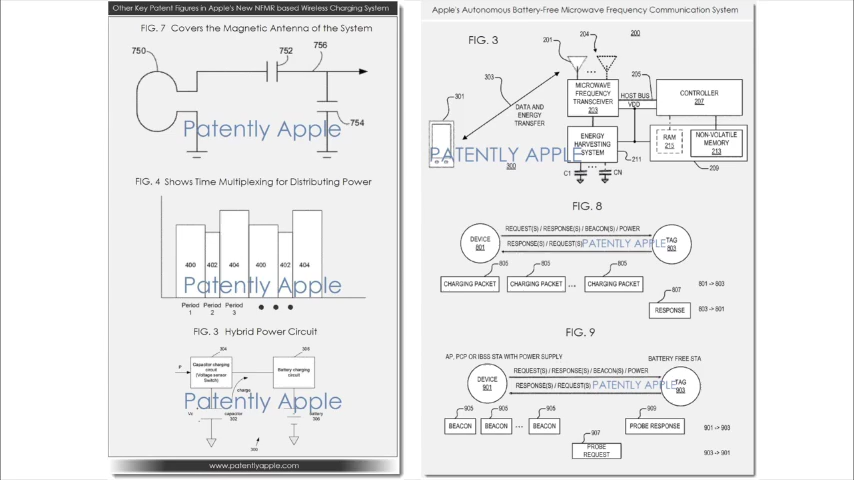 Other Key Patent Figures in Apple's New NFMR based Wireless Charging System
FIG. 7 Covers the Magnetic Antenna of the System
750
752
756
754
Patently Apple
FIG. 4 Shows Time Multiplexing for Distributing Power
400
402
404
400
402
404
Patently Apple
Period
1
Period
2
Period
3
FIG. 3 Hybrid Power Circuit
304
308
Capacitor charging
circuit
(Voltage sensor
Switch)
Battery charging
circuit
P
charge
Patently Apple
Vc
capacitor
302
Battery
306
300
www.patentlyapple.com
Apple's Autonomous Battery-Free Microwave Frequency Communication System
FIG. 3
200
201
204
301
303
DATA AND
ENERGY
TRANSFER
MICROWAVE
FREQUENCY
TRANSCEIVER
203
205
HOST BUS
VDD
CONTROLLER
207
ENERGY
HARVESTING
SYSTEM
211
RAM
215
NON-VOLATILE
MEMORY
213
209
PATENTLY APPLE
300
C1
CN
FIG. 8
DEVICE
801
REQUEST(S) / RESPONSE(S) / BEACON(S) / POWER
RESPONSE(S) / REQUEST(S)
PATENTLY APPLE
TAG
803
805
805
805
CHARGING PACKET
CHARGING PACKET
...
CHARGING PACKET
801 -> 803
807
RESPONSE
803 -> 801
FIG. 9
AP, PCP OR IBSS STA WITH POWER SUPPLY
BATTERY FREE STA
DEVICE
901
REQUEST(S) / RESPONSE(S) / BEACON(S) / POWER
RESPONSE(S) / REQUEST(S)
PATENTLY APPLE
TAG
903
905
905
905
909
BEACON
BEACON
...
BEACON
PROBE RESPONSE
901 -> 903
907
PROBE
REQUEST
903 -> 901